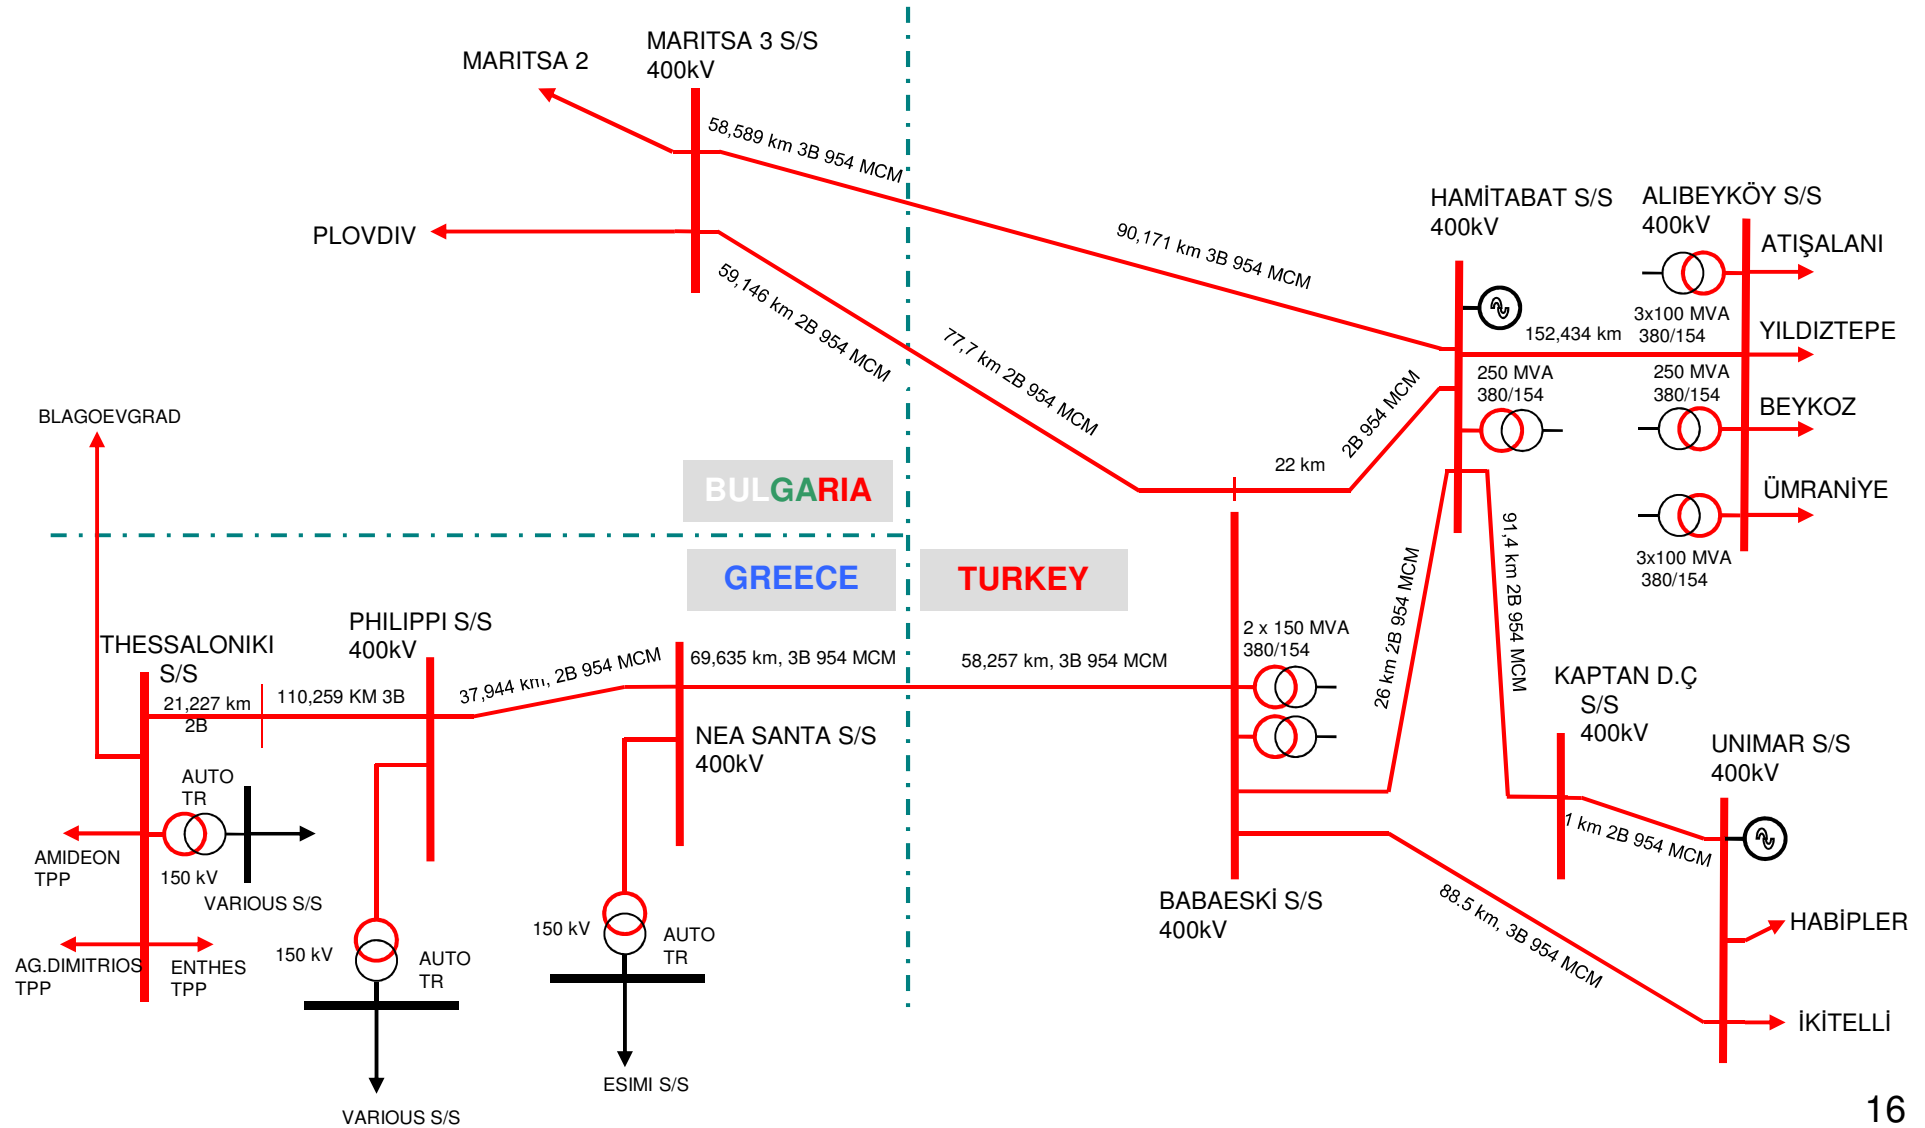 MARITSA 2
MARITSA 3 S/S
400kV
58,589 km 3B 954 MCM
PLOVDIV
59,146 km 2B 954 MCM
90,171 km 3B 954 MCM
77,7 km 2B 954 MCM
HAMİTABAT S/S
400kV
ALIBEYKÖY S/S
400kV
ATIŞALANI
3x100 MVA
380/154
152,434 km
YILDIZTEPE
250 MVA
380/154
250 MVA
380/154
BEYKOZ
ÜMRANİYE
3x100 MVA
380/154
22 km
2B 954 MCM
BLAGOEVGRAD
BULGARIA
GREECE
TURKEY
THESSALONIKI
S/S
21,227 km
2B
110,259 KM 3B
PHILIPPI S/S
400kV
37,944 km, 2B 954 MCM
69,635 km, 3B 954 MCM
58,257 km, 3B 954 MCM
NEA SANTA S/S
400kV
2 x 150 MVA
380/154
26 km 2B 954 MCM
91,4 km 2B 954 MCM
KAPTAN D.Ç
S/S
400kV
UNIMAR S/S
400kV
1 km 2B 954 MCM
AUTO
TR
AMIDEON
TPP
150 kV
VARIOUS S/S
AG.DIMITRIOS
TPP
ENTHES
TPP
150 kV
AUTO
TR
VARIOUS S/S
150 kV
AUTO
TR
ESIMI S/S
BABAESKİ S/S
400kV
88.5 km, 3B 954 MCM
HABİPLER
İKİTELLİ
16